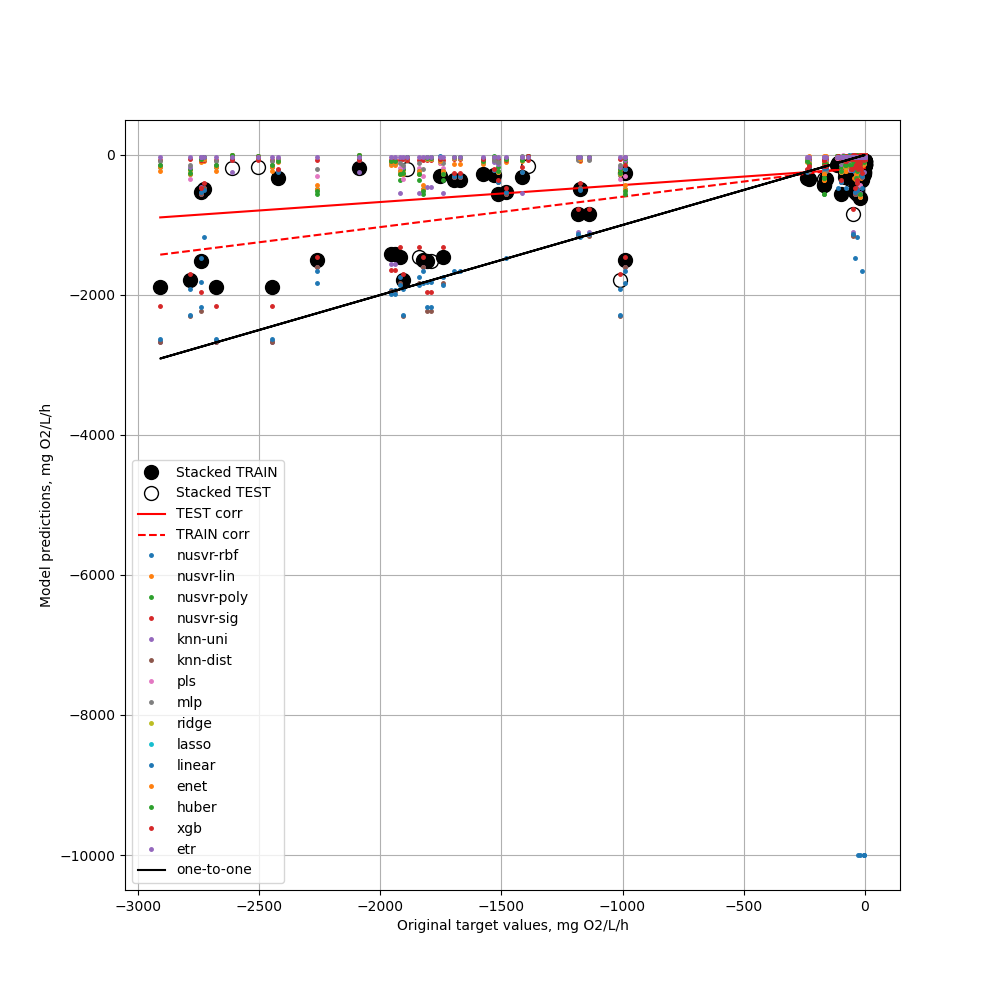 0
−2000
−4000
−6000
−8000
−10000
Model predictions, mg O2/L/h
Stacked TRAIN
Stacked TEST
TEST corr
TRAIN corr
nusvr-rbf
nusvr-lin
nusvr-poly
nusvr-sig
knn-uni
knn-dist
pls
mlp
ridge
lasso
linear
enet
huber
xgb
etr
one-to-one
−3000 −2500 −2000 −1500 −1000 −500 0
Original target values, mg O2/L/h